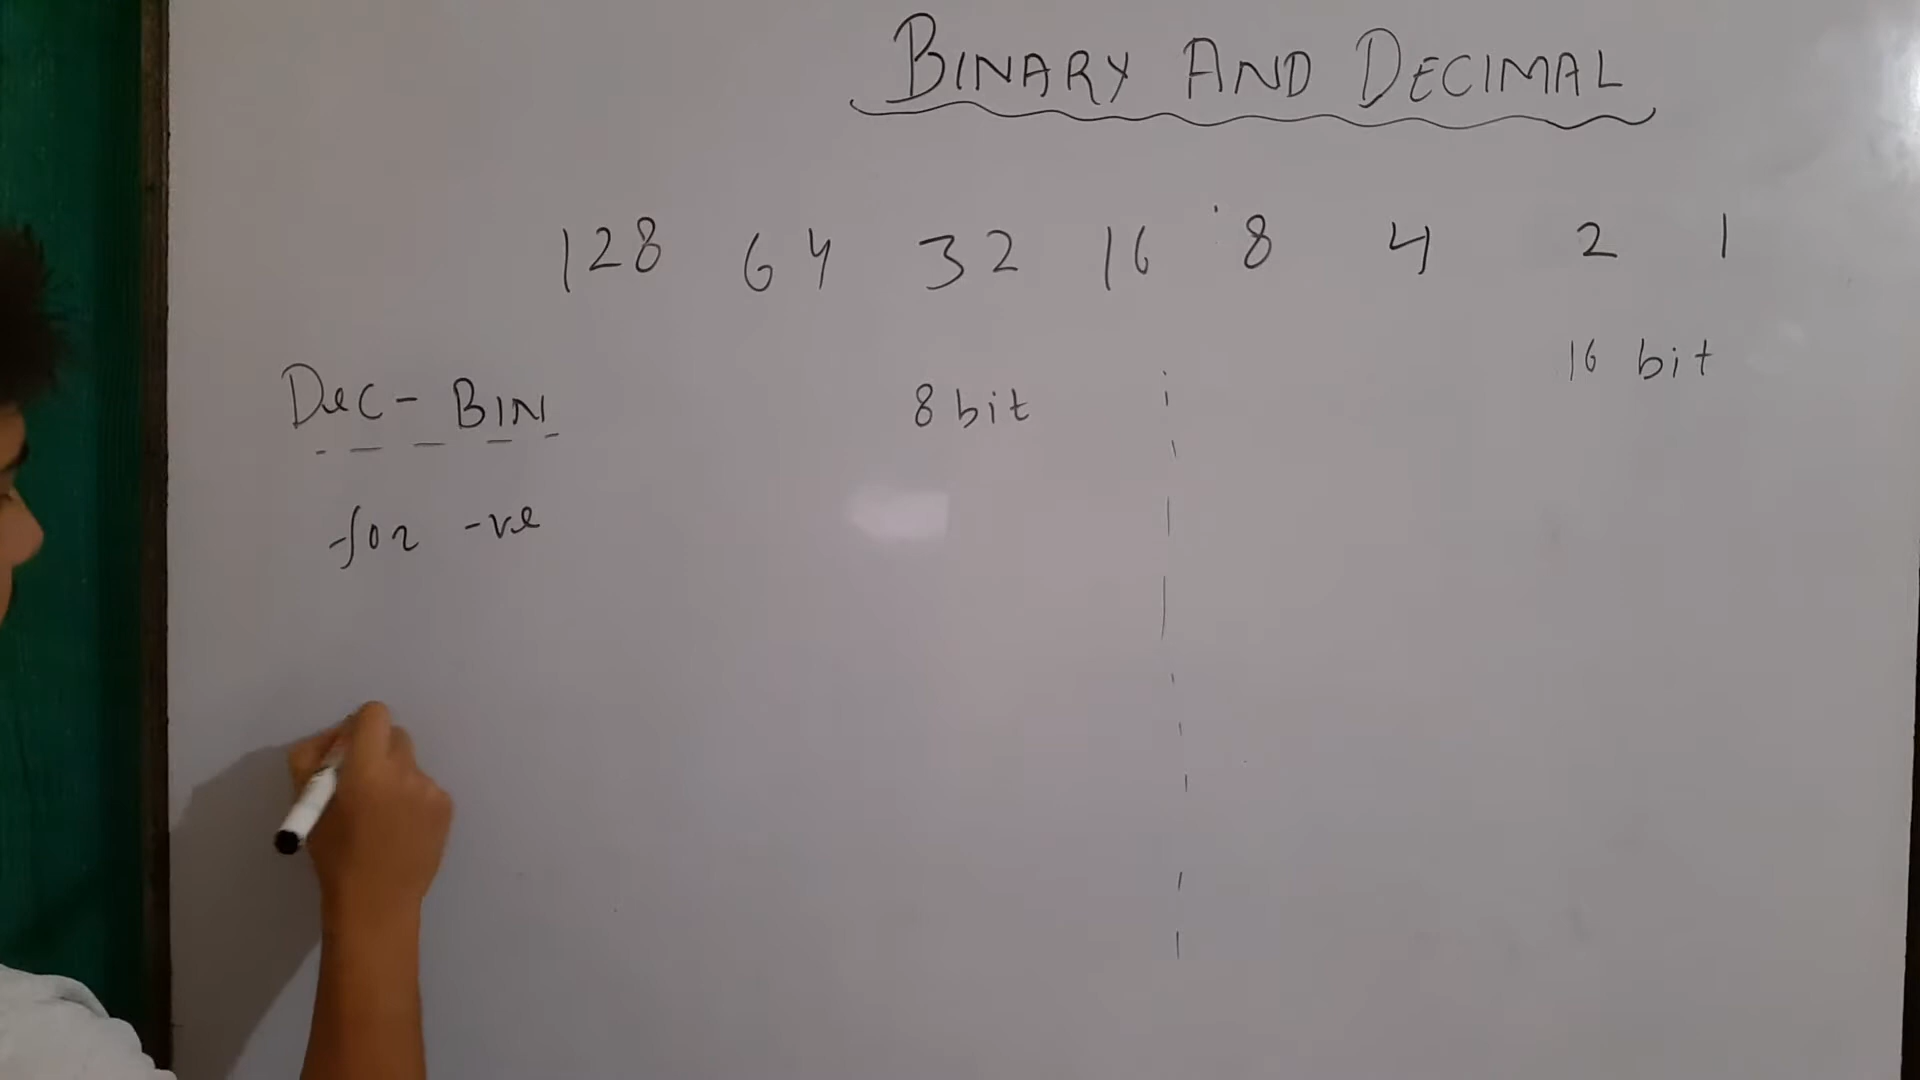 BINARY AND DECIMAL
128 64 32 16 8 4 2 1
16 bit
Dec - BIN 8 bit
for -ve